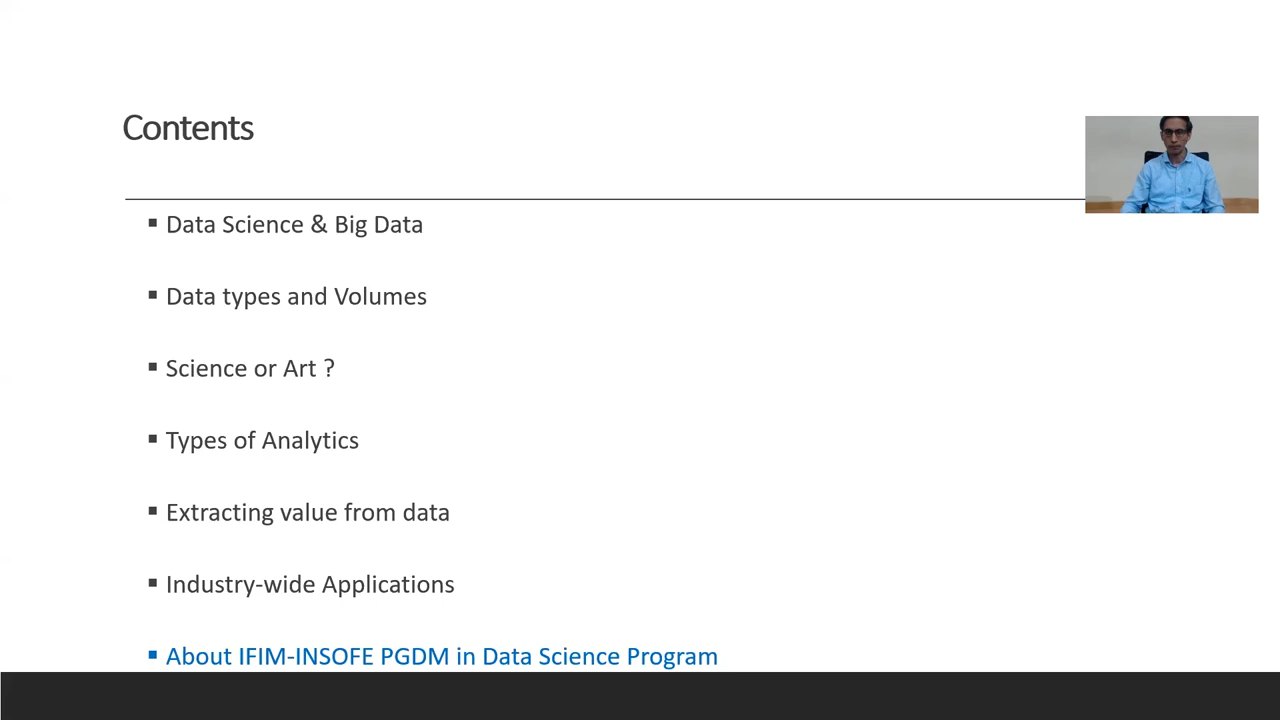 Contents
▪ Data Science & Big Data
▪ Data types and Volumes
▪ Science or Art ?
▪ Types of Analytics
▪ Extracting value from data
▪ Industry-wide Applications
▪ About IFIM-INSOFE PGDM in Data Science Program